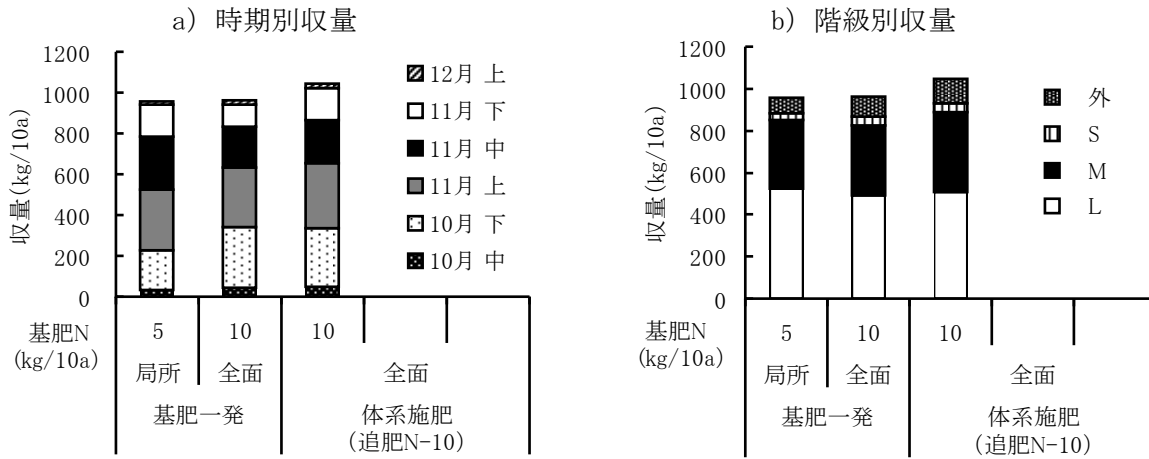 a) 時期別収量
1200
1000
800
600
400
200
0
収量(kg/10a)
12月 上
11月 下
11月 中
11月 上
10月 下
10月 中
基肥N
(kg/10a)
5
10
10
局所
全面
全面
基肥一発
体系施肥
(追肥N-10)
b) 階級別収量
1200
1000
800
600
400
200
0
収量(kg/10a)
外
S
M
L
基肥N
(kg/10a)
5
10
10
局所
全面
全面
基肥一発
体系施肥
(追肥N-10)